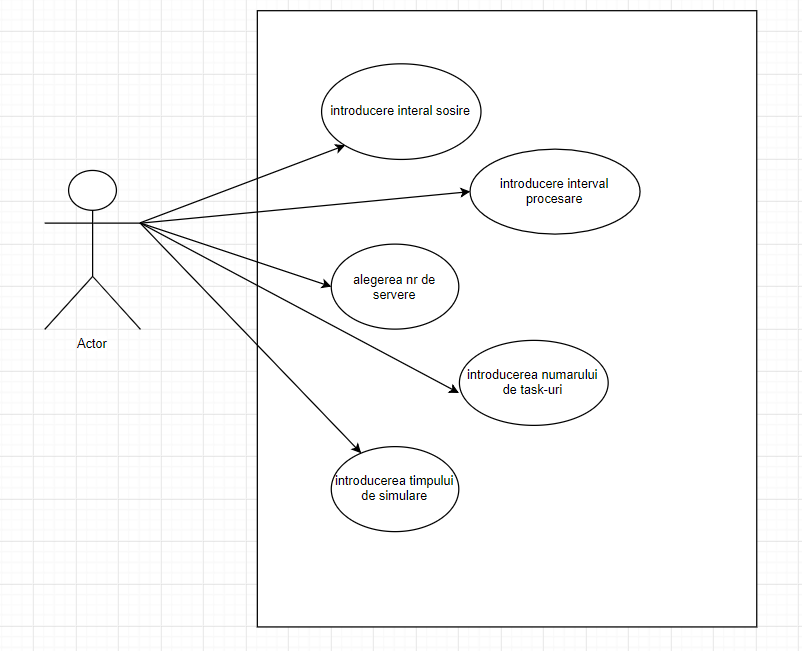 introducere interal sosire
introducere interval
procesare
alegerea nr de
servere
Actor
introducerea numarului
de task-uri
introducerea timpului
de simulare